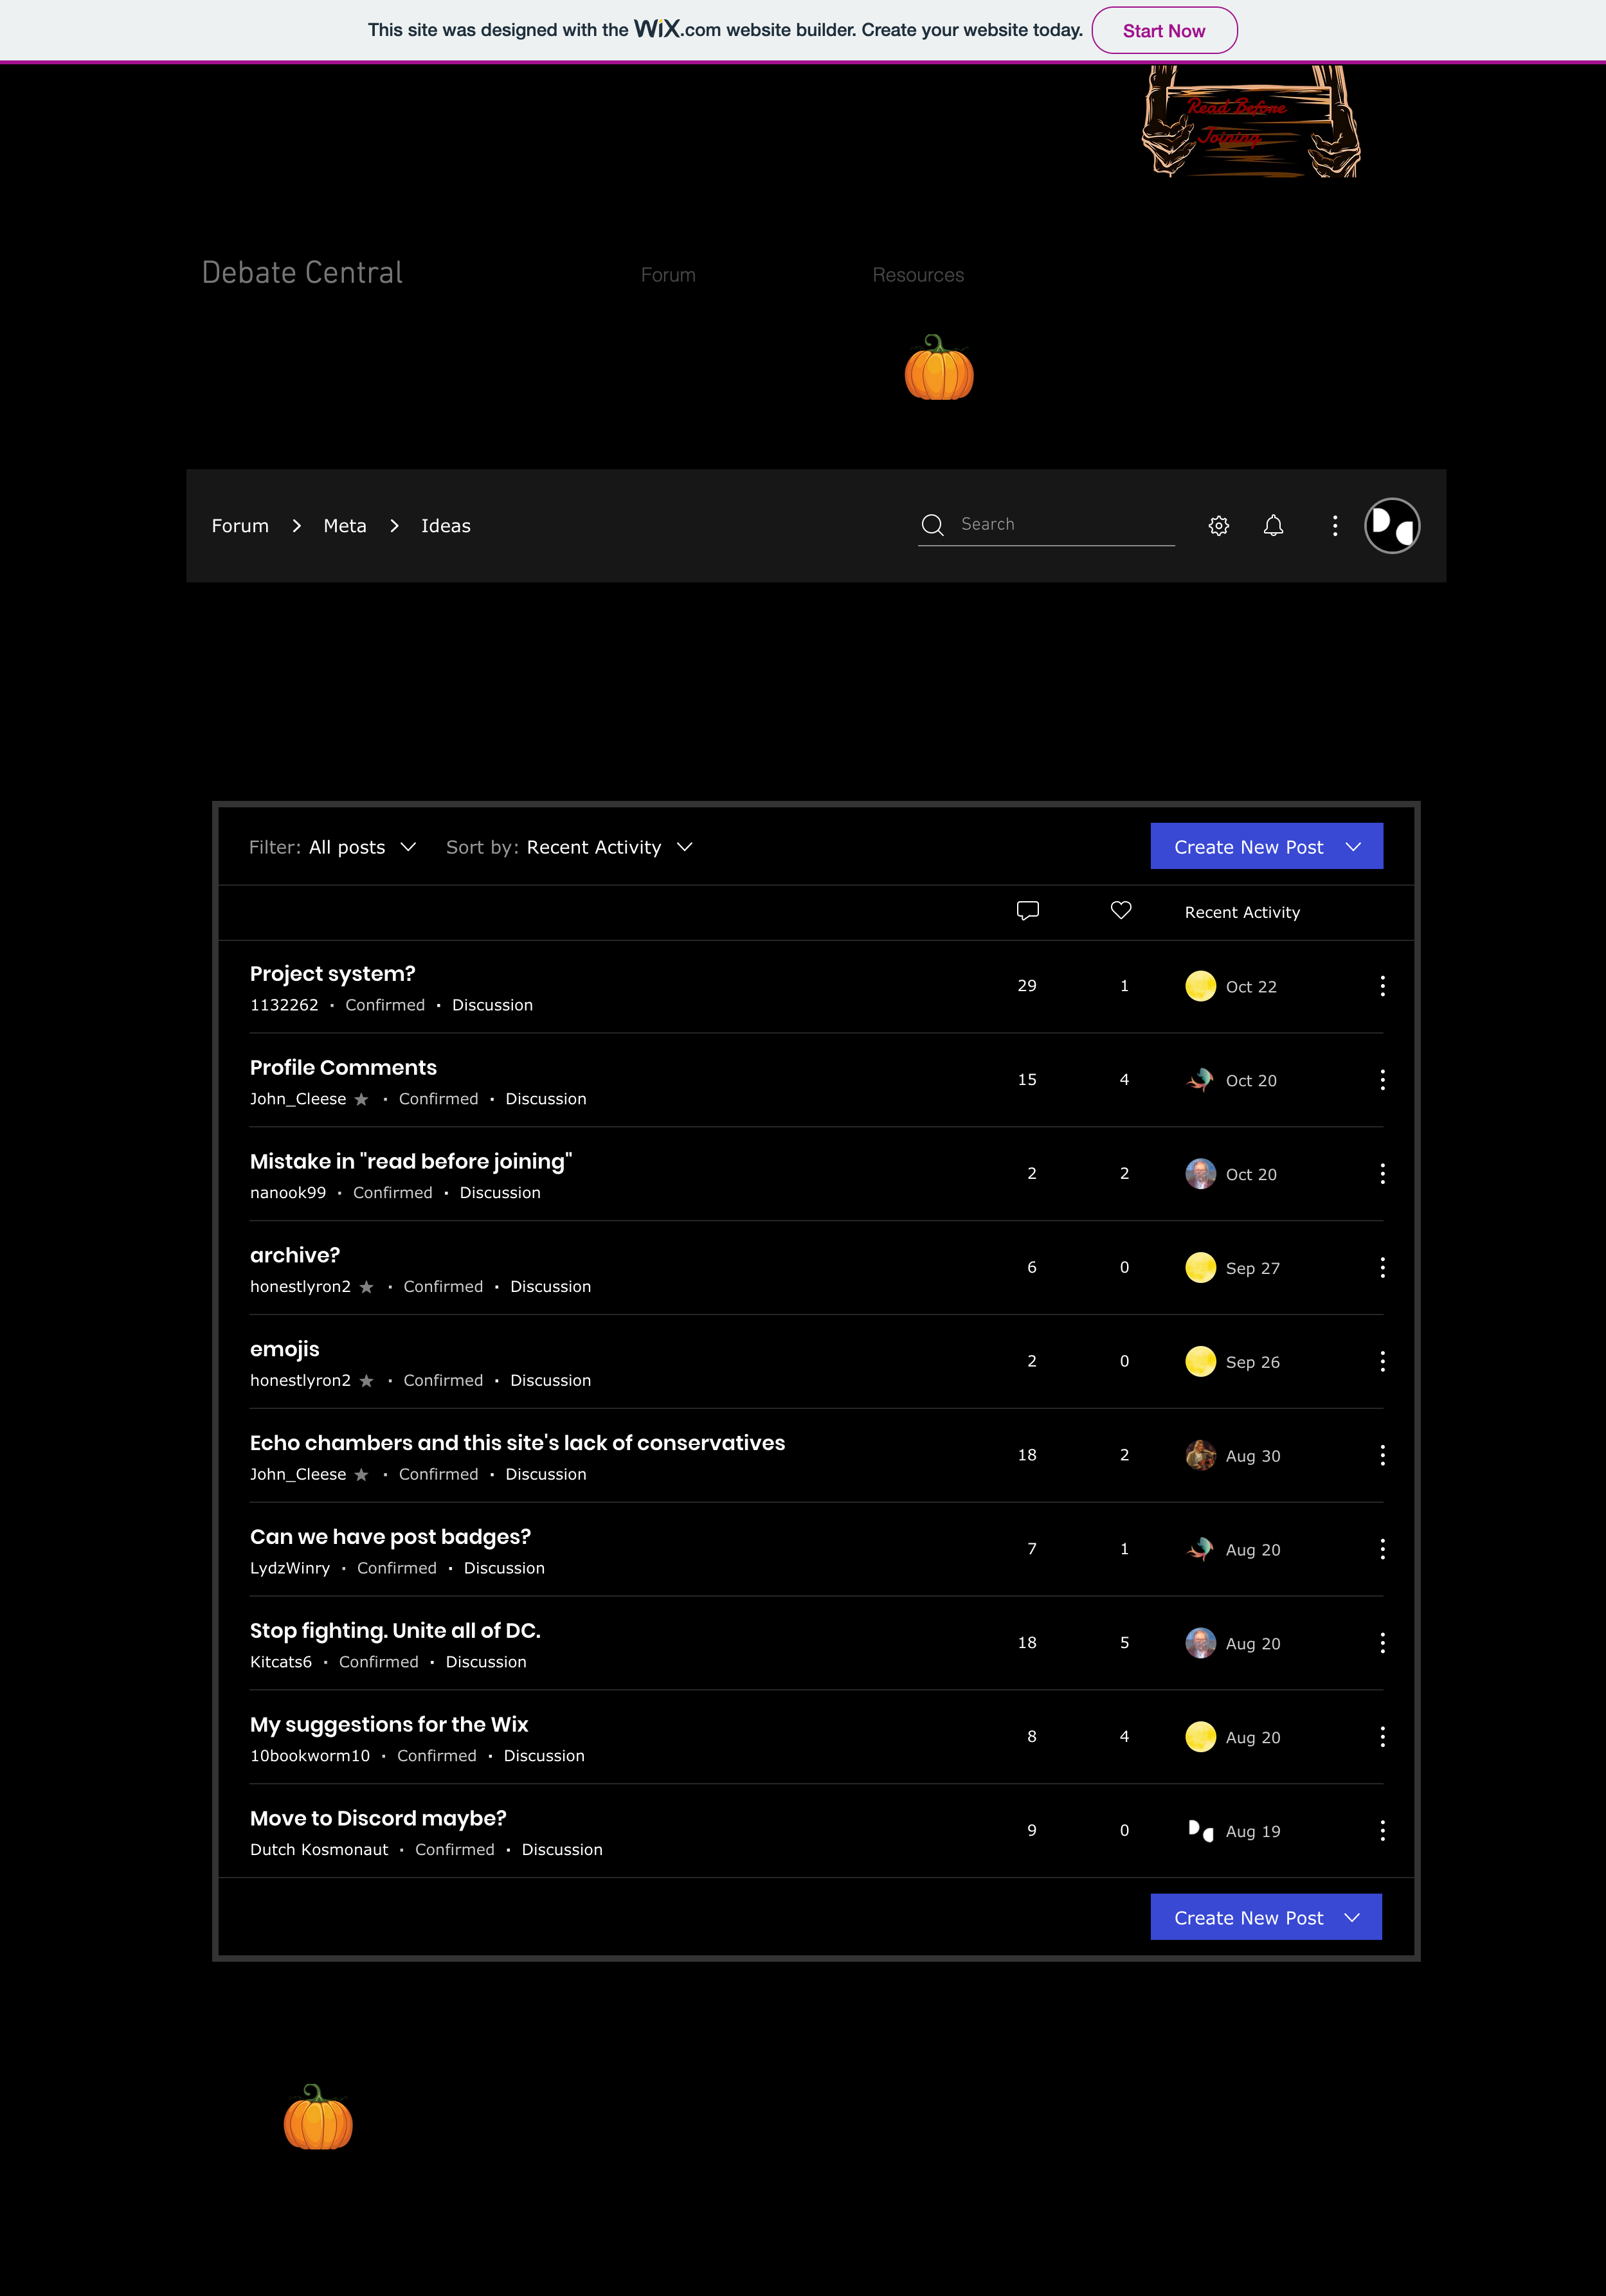 This site was designed with the WiX.com website builder. Create your website today. Start Now
Read Before
Joining
Debate Central Forum Resources
Forum > Meta > Ideas Search
Filter: All posts Sort by: Recent Activity Create New Post
Recent Activity
Project system? 29 1 Oct 22
1132262 · Confirmed · Discussion
Profile Comments 15 4 Oct 20
John_Cleese ★ · Confirmed · Discussion
Mistake in "read before joining" 2 2 Oct 20
nanook99 · Confirmed · Discussion
archive? 6 0 Sep 27
honestlyron2 ★ · Confirmed · Discussion
emojis 2 0 Sep 26
honestlyron2 ★ · Confirmed · Discussion
Echo chambers and this site's lack of conservatives 18 2 Aug 30
John_Cleese ★ · Confirmed · Discussion
Can we have post badges? 7 1 Aug 20
LydzWinry · Confirmed · Discussion
Stop fighting. Unite all of DC. 18 5 Aug 20
Kitcats6 · Confirmed · Discussion
My suggestions for the Wix 8 4 Aug 20
10bookworm10 · Confirmed · Discussion
Move to Discord maybe? 9 0 Aug 19
Dutch Kosmonaut · Confirmed · Discussion
Create New Post